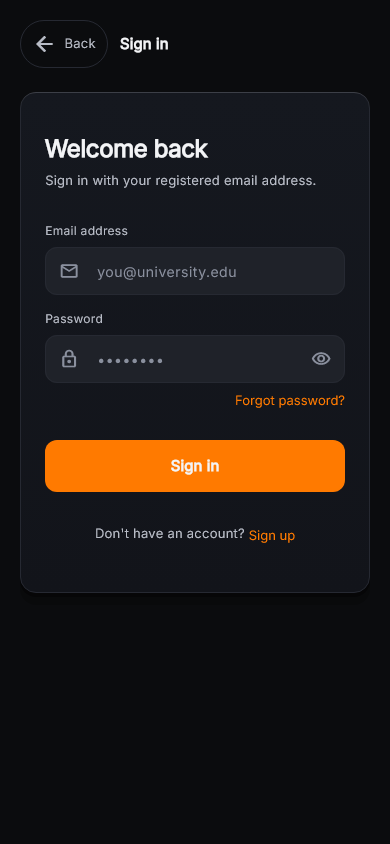 Back Sign in
Welcome back
Sign in with your registered email address.
Email address
you@university.edu
Password
••••••••
Forgot password?
Sign in
Don't have an account? Sign up